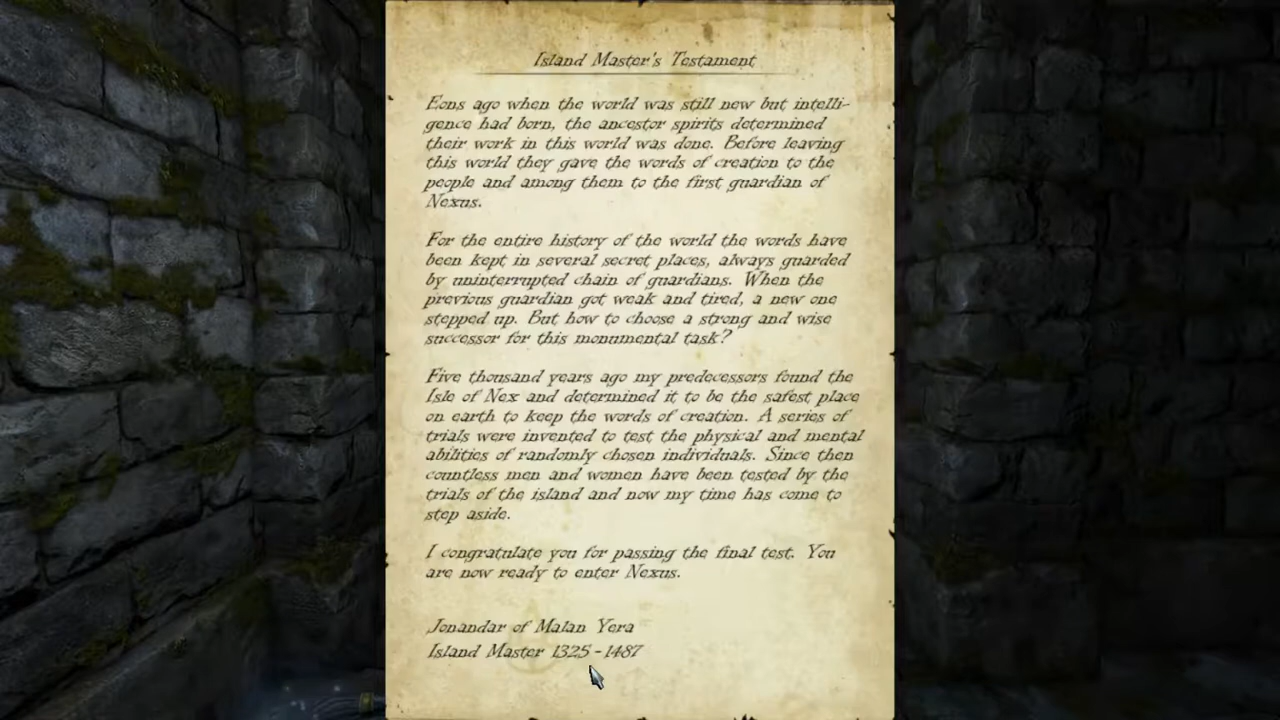 Island Master's Testament
Eons ago when the world was still new but intelli-
gence had born, the ancestor spirits determined
their work in this world was done. Before leaving
this world they gave the words of creation to the
people and among them to the first guardian of
Nexus.
For the entire history of the world the words have
been kept in several secret places, always guarded
by uninterrupted chain of guardians. When the
previous guardian got weak and tired, a new one
stepped up. But how to choose a strong and wise
successor for this monumental task?
Five thousand years ago my predecessors found the
Isle of Nex and determined it to be the safest place
on earth to keep the words of creation. A series of
trials were invented to test the physical and mental
abilities of randomly chosen individuals. Since then
countless men and women have been tested by the
trials of the island and now my time has come to
step aside.
I congratulate you for passing the final test. You
are now ready to enter Nexus.
Jonandar of Malan Yera
Island Master 1325-1487